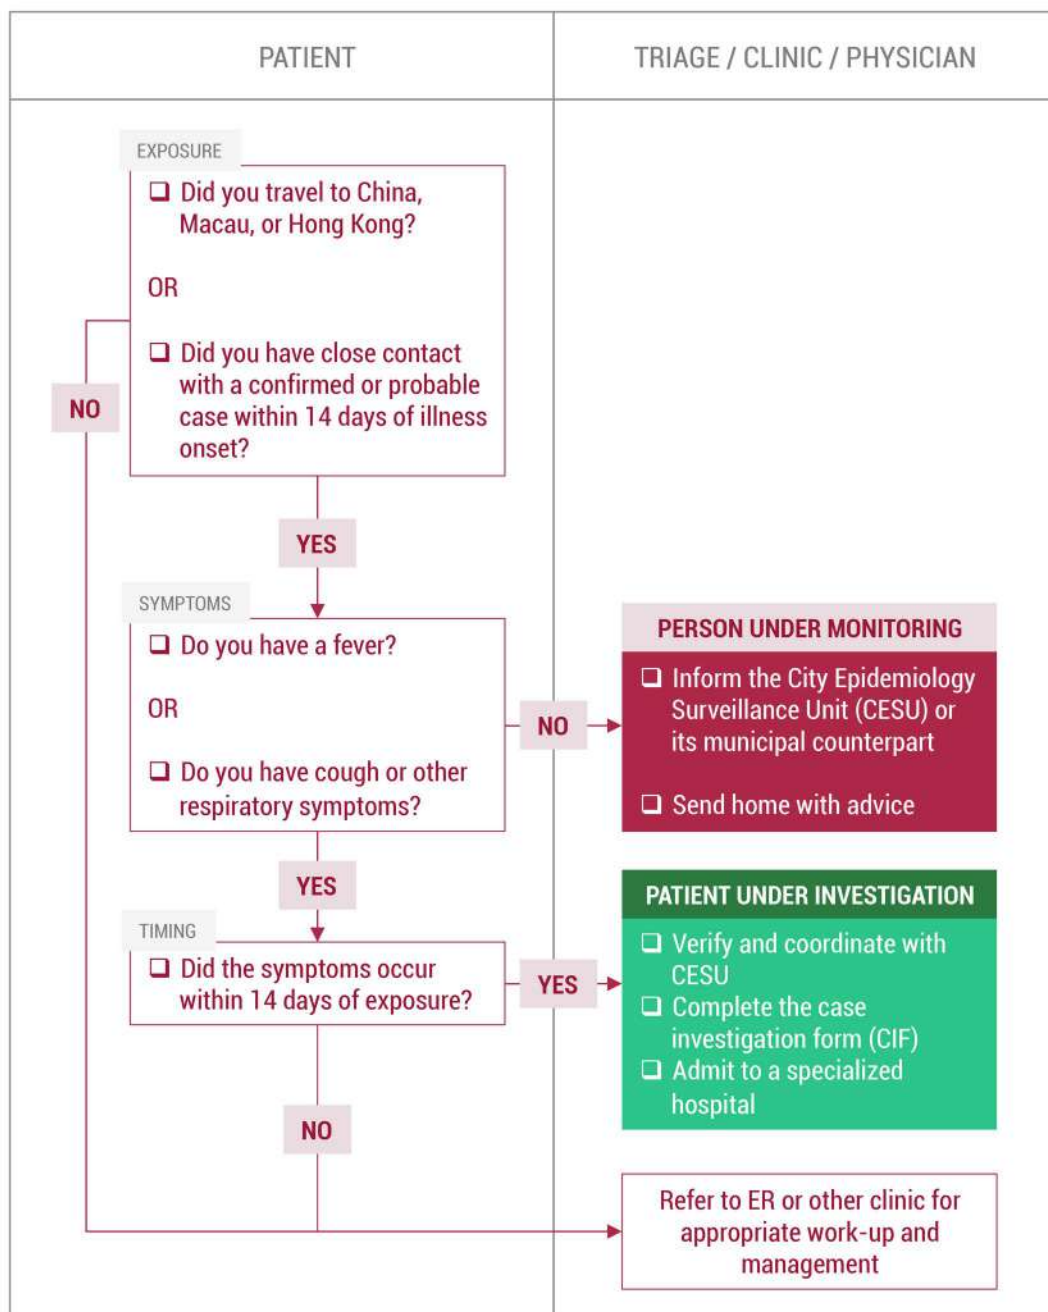 PATIENT
TRIAGE / CLINIC / PHYSICIAN
EXPOSURE
❑ Did you travel to China,
Macau, or Hong Kong?
OR
❑ Did you have close contact
with a confirmed or probable
case within 14 days of illness
onset?
NO
YES
SYMPTOMS
❑ Do you have a fever?
OR
❑ Do you have cough or other
respiratory symptoms?
NO
PERSON UNDER MONITORING
❑ Inform the City Epidemiology
Surveillance Unit (CESU) or
its municipal counterpart
❑ Send home with advice
YES
TIMING
❑ Did the symptoms occur
within 14 days of exposure?
YES
PATIENT UNDER INVESTIGATION
❑ Verify and coordinate with
CESU
❑ Complete the case
investigation form (CIF)
❑ Admit to a specialized
hospital
NO
Refer to ER or other clinic for
appropriate work-up and
management